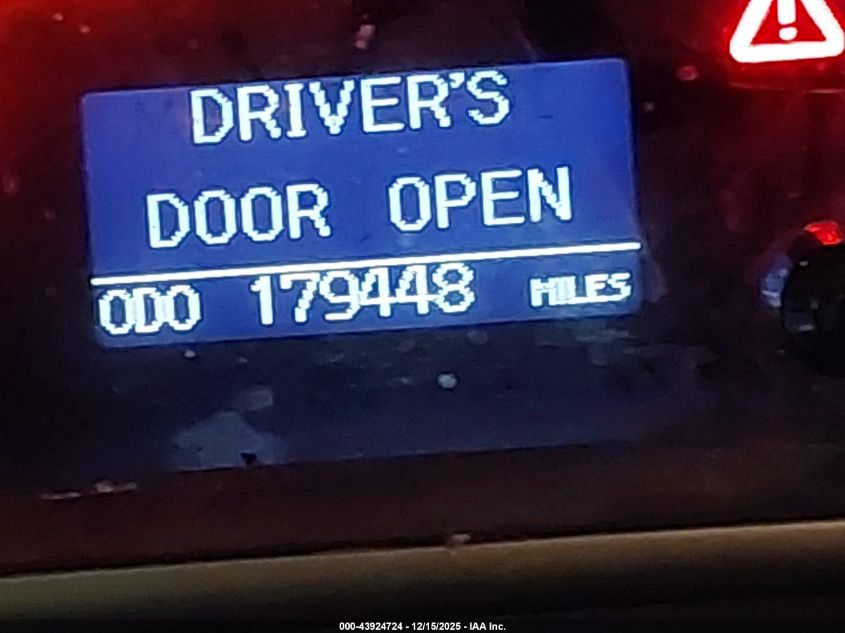 DRIVER'S
DOOR OPEN
ODO 179448 MILES
000-43924724 - 12/15/2025 - IAA Inc.